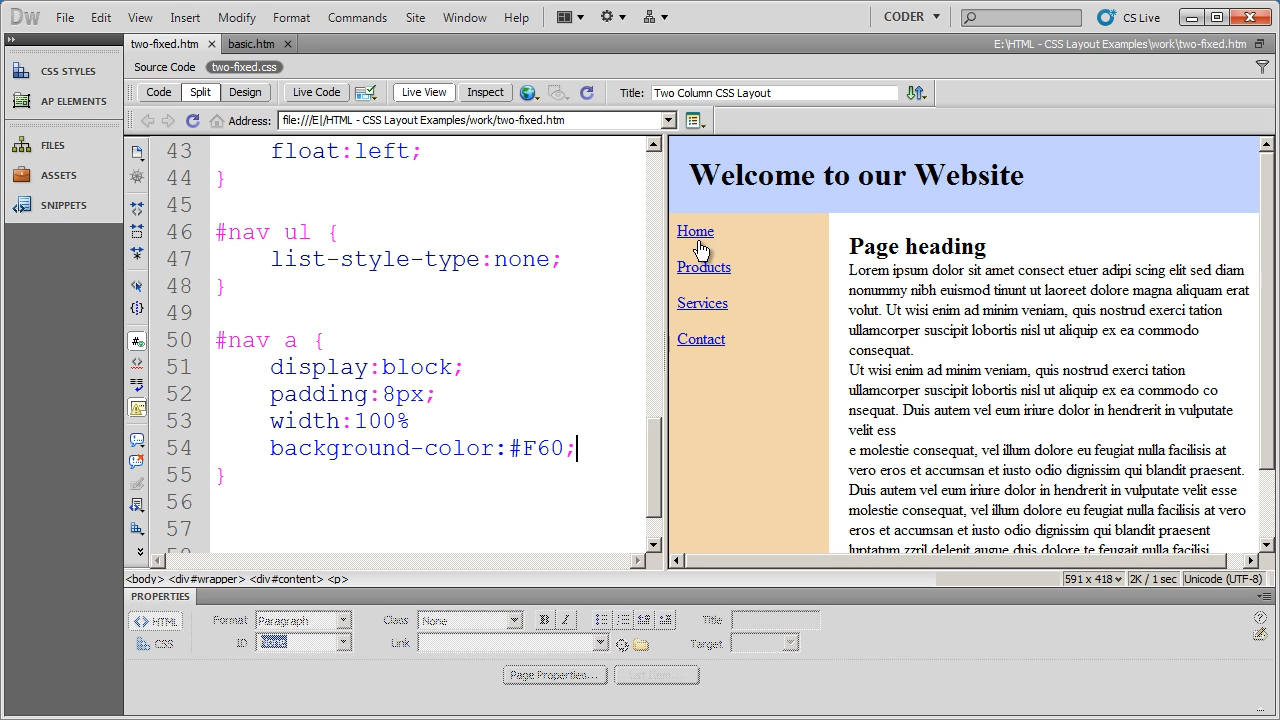 Dw File Edit View Insert Modify Format Commands Site Window Help CODER CS Live
two-fixed.htm basic.htm E:\HTML - CSS Layout Examples\work\two-fixed.htm
Source Code two-fixed.css
Code Split Design Live Code Live View Inspect Title: Two Column CSS Layout
Address: file:///E|/HTML - CSS Layout Examples/work/two-fixed.htm
CSS STYLES
AP ELEMENTS
FILES
ASSETS
SNIPPETS
43 float:left;
44 }
45
46 #nav ul {
47 list-style-type:none;
48 }
49
50 #nav a {
51 display:block;
52 padding:8px;
53 width:100%
54 background-color:#F60;
55 }
56
57
Welcome to our Website
Home
Products
Services
Contact
Page heading
Lorem ipsum dolor sit amet consect etuer adipi scing elit sed diam
nonummy nibh euismod tinunt ut laoreet dolore magna aliquam erat
volut. Ut wisi enim ad minim veniam, quis nostrud exerci tation
ullamcorper suscipit lobortis nisl ut aliquip ex ea commodo
consequat.
Ut wisi enim ad minim veniam, quis nostrud exerci tation
ullamcorper suscipit lobortis nisl ut aliquip ex ea commodo co
nsequat. Duis autem vel eum iriure dolor in hendrerit in vulputate
velit ess
e molestie consequat, vel illum dolore eu feugiat nulla facilisis at
vero eros et accumsan et iusto odio dignissim qui blandit praesent.
Duis autem vel eum iriure dolor in hendrerit in vulputate velit esse
molestie consequat, vel illum dolore eu feugiat nulla facilisis at vero
eros et accumsan et iusto odio dignissim qui blandit praesent
luptatum zzril delenit augue duis dolore te feugait nulla facilisi.
<body> <div#wrapper> <div#content> <p> 591 x 418 2K / 1 sec Unicode (UTF-8)
PROPERTIES
HTML Format Paragraph Class None B I Title
CSS ID Link Target
Page Properties... List Item...